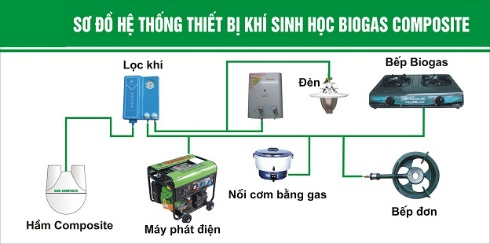 SƠ ĐỒ HỆ THỐNG THIẾT BỊ KHÍ SINH HỌC BIOGAS COMPOSITE
Lọc khí
Đèn
Bếp Biogas
Hầm Composite
Máy phát điện
Nồi cơm bằng gas
Bếp đơn